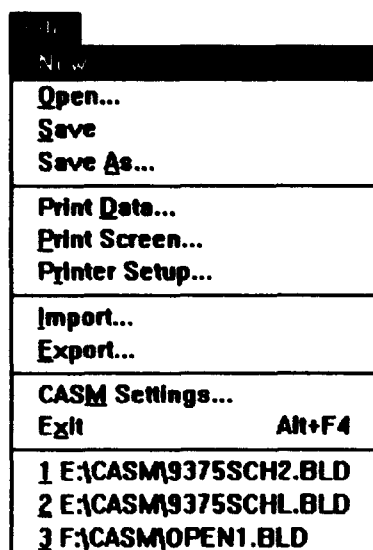 File
New
Open...
Save
Save As...
Print Data...
Print Screen...
Printer Setup...
Import...
Export...
CASM Settings...
Exit Alt+F4
1 E:\CASM\9375SCH2.BLD
2 E:\CASM\9375SCHL.BLD
3 F:\CASM\OPEN1.BLD